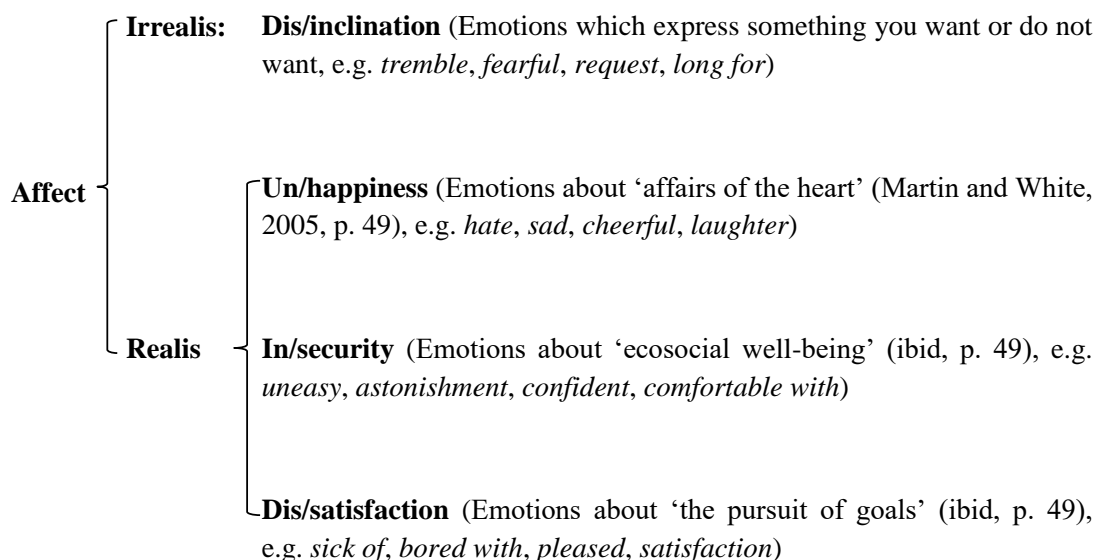 Irrealis: Dis/inclination (Emotions which express something you want or do not
want, e.g. tremble, fearful, request, long for)
Affect
Un/happiness (Emotions about ‘affairs of the heart’ (Martin and White,
2005, p. 49), e.g. hate, sad, cheerful, laughter)
Realis In/security (Emotions about ‘ecosocial well-being’ (ibid, p. 49), e.g.
uneasy, astonishment, confident, comfortable with)
Dis/satisfaction (Emotions about ‘the pursuit of goals’ (ibid, p. 49),
e.g. sick of, bored with, pleased, satisfaction)